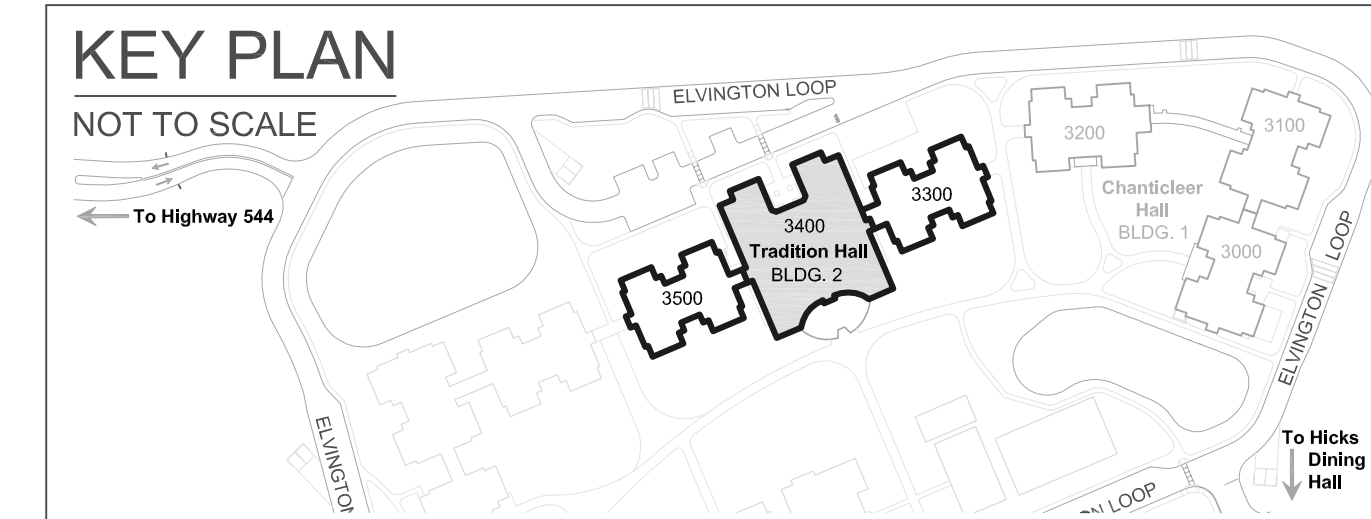 KEY PLAN
NOT TO SCALE
ELVINGTON LOOP
To Highway 544
3200
3100
3300
Chanticleer
Hall
BLDG. 1
3400
Tradition Hall
BLDG. 2
3000
3500
ELVINGTON LOOP
ELVINGTON
To Hicks
Dining
Hall
ON LOOP